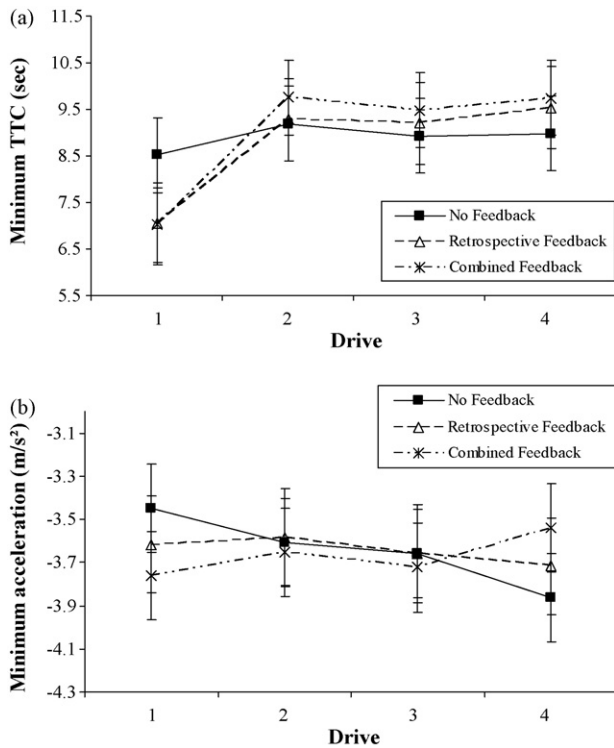 (a)
11.5
10.5
9.5
8.5
7.5
6.5
5.5
Minimum TTC (sec)
No Feedback
Retrospective Feedback
Combined Feedback
1 2 3 4
Drive
(b)
No Feedback
Retrospective Feedback
Combined Feedback
-3.1
-3.3
-3.5
-3.7
-3.9
-4.1
-4.3
Minimum acceleration (m/s²)
1 2 3 4
Drive